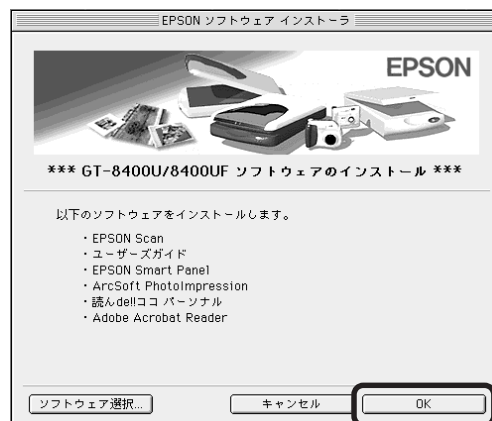 EPSON ソフトウェア インストーラ
EPSON
*** GT-8400U/8400UF ソフトウェアのインストール ***
以下のソフトウェアをインストールします。
・EPSON Scan
・ユーザーズガイド
・EPSON Smart Panel
・ArcSoft PhotoImpression
・読んde!!ココ パーソナル
・Adobe Acrobat Reader
ソフトウェア選択...
キャンセル
OK